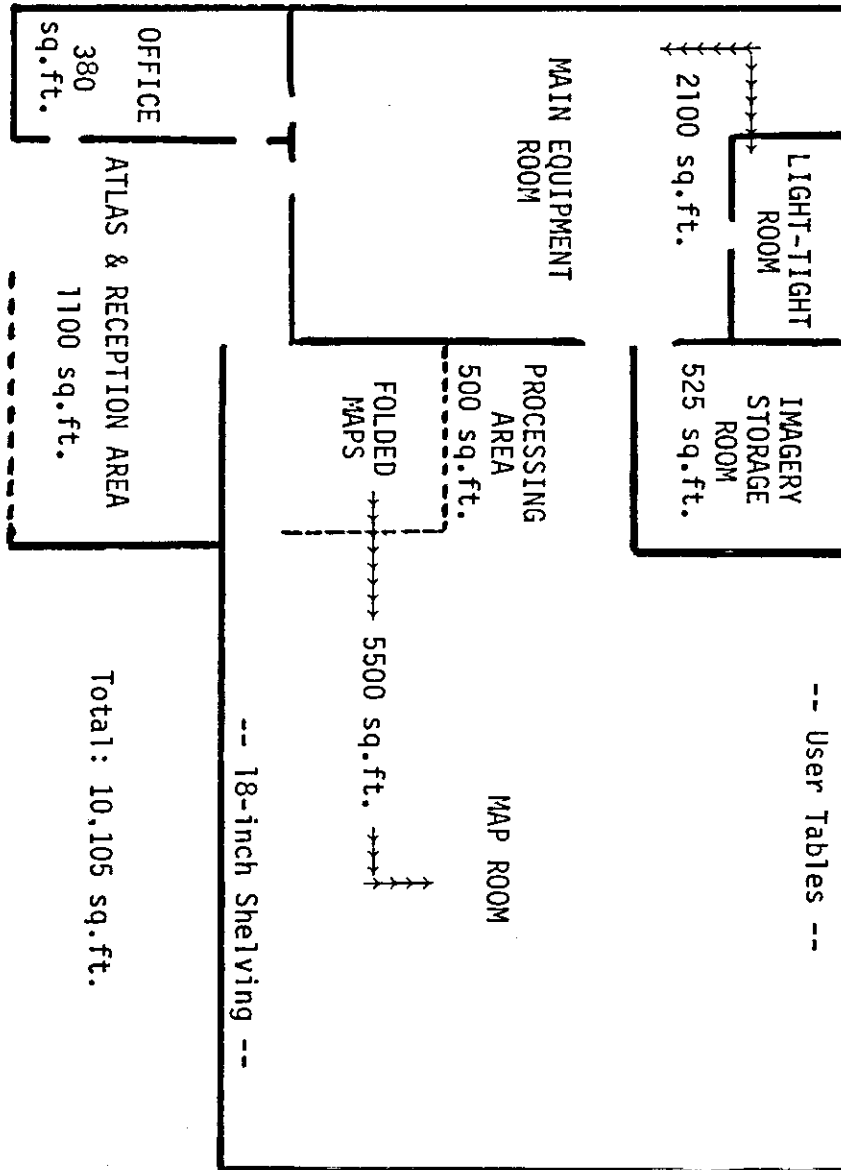 LIGHT-TIGHT
ROOM
IMAGERY
STORAGE
ROOM
525 sq.ft.
-- User Tables --
2100 sq.ft.
MAIN EQUIPMENT
ROOM
PROCESSING
AREA
500 sq.ft.
MAP ROOM
FOLDED
MAPS
5500 sq.ft.
OFFICE
380
sq.ft.
ATLAS & RECEPTION AREA
1100 sq.ft.
-- 18-inch Shelving --
Total: 10,105 sq.ft.